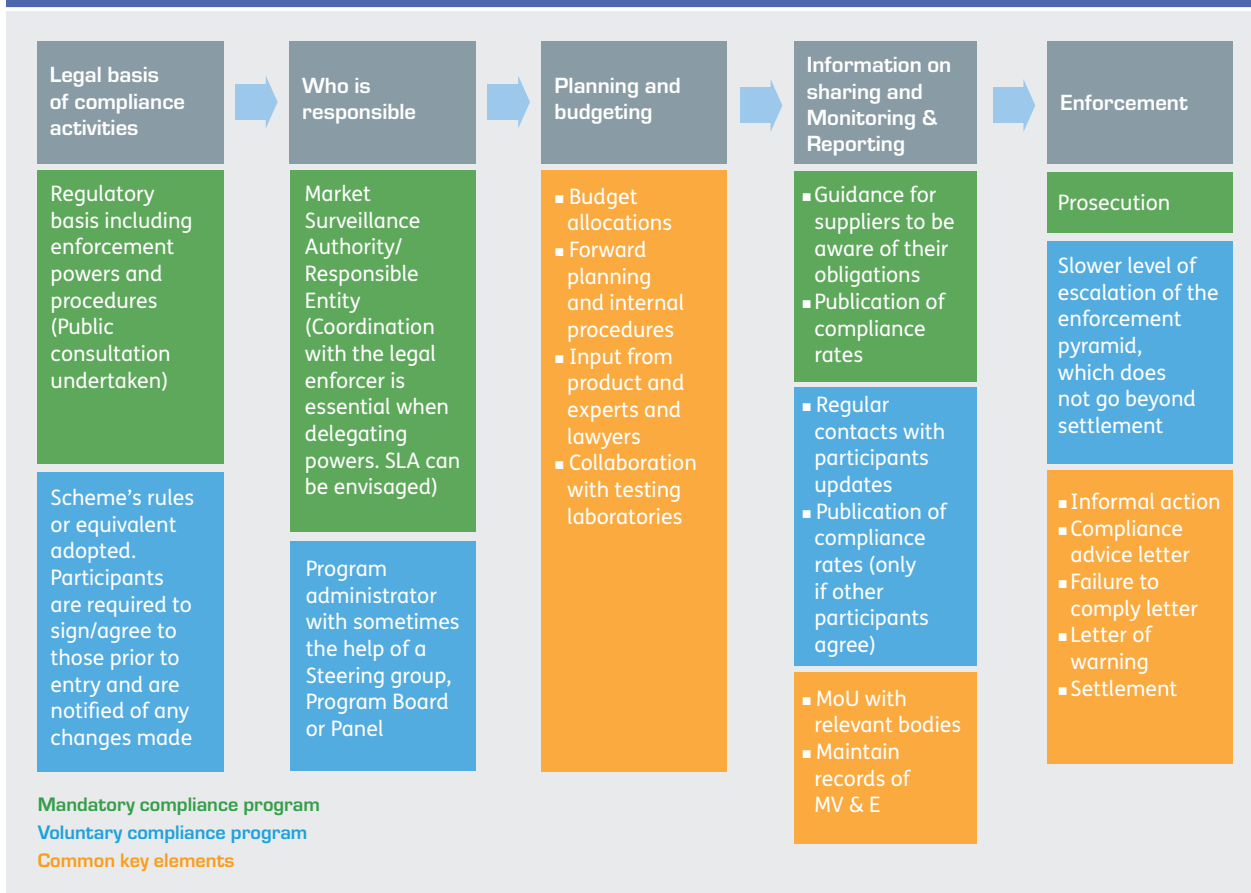 Legal basis
of compliance
activities
Regulatory
basis including
enforcement
powers and
procedures
(Public
consultation
undertaken)
Scheme's rules
or equivalent
adopted.
Participants
are required to
sign/agree to
those prior to
entry and are
notified of any
changes made
Who is
responsible
Market
Surveillance
Authority/
Responsible
Entity
(Coordination
with the legal
enforcer is
essential when
delegating
powers. SLA can
be envisaged)
Program
administrator
with sometimes
the help of a
Steering group,
Program Board
or Panel
Planning and
budgeting
▪ Budget
allocations
▪ Forward
planning
and internal
procedures
▪ Input from
product and
experts and
lawyers
▪ Collaboration
with testing
laboratories
Information on
sharing and
Monitoring &
Reporting
▪ Guidance for
suppliers to be
aware of their
obligations
▪ Publication of
compliance
rates
▪ Regular
contacts with
participants
updates
▪ Publication of
compliance
rates (only
if other
participants
agree)
▪ MoU with
relevant bodies
▪ Maintain
records of
MV & E
Enforcement
Prosecution
Slower level of
escalation of the
enforcement
pyramid,
which does
not go beyond
settlement
▪ Informal action
▪ Compliance
advice letter
▪ Failure to
comply letter
▪ Letter of
warning
▪ Settlement
Mandatory compliance program
Voluntary compliance program
Common key elements